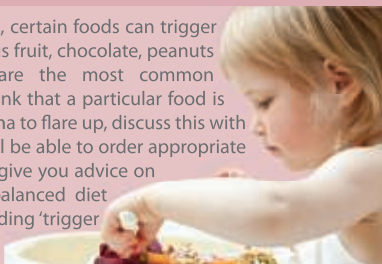 , certain foods can trigger
s fruit, chocolate, peanuts
are the most common
nk that a particular food is
na to flare up, discuss this with
l be able to order appropriate
give you advice on
balanced diet
ding ‘trigger